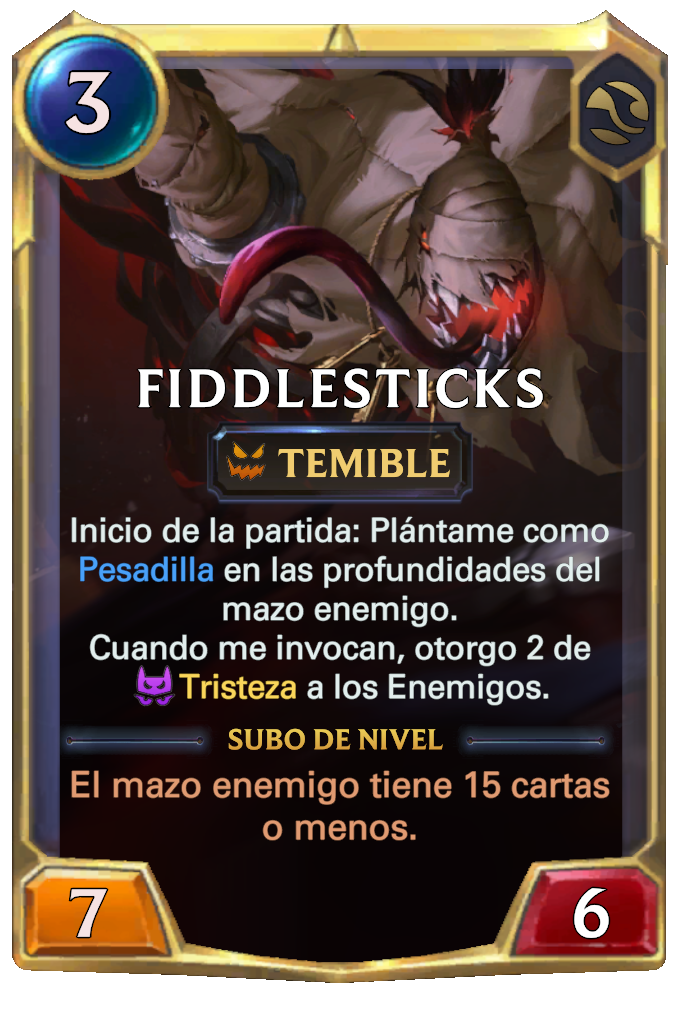 3
FIDDLESTICKS
TEMIBLE
Inicio de la partida: Plántame como
Pesadilla en las profundidades del
mazo enemigo.
Cuando me invocan, otorgo 2 de
Tristeza a los Enemigos.
SUBO DE NIVEL
El mazo enemigo tiene 15 cartas
o menos.
7
6